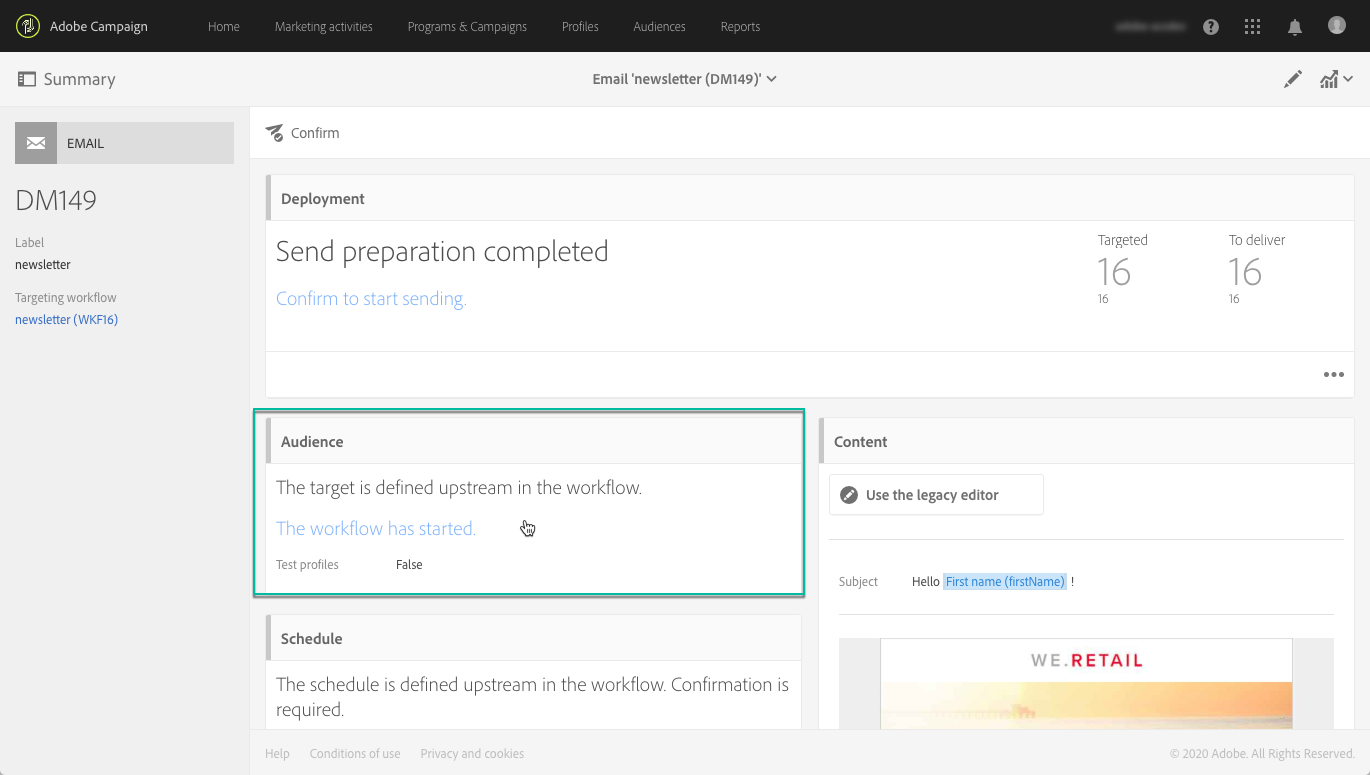 Adobe Campaign
Home
Marketing activities
Programs & Campaigns
Profiles
Audiences
Reports
Summary
Email 'newsletter (DM149)'
EMAIL
DM149
Label
newsletter
Targeting workflow
newsletter (WKF16)
Confirm
Deployment
Send preparation completed
Confirm to start sending.
Targeted
16
16
To deliver
16
16
Audience
The target is defined upstream in the workflow.
The workflow has started.
Test profiles False
Schedule
The schedule is defined upstream in the workflow. Confirmation is
required.
Content
Use the legacy editor
Subject Hello First name (firstName) !
WE.RETAIL
Help
Conditions of use
Privacy and cookies
© 2020 Adobe. All Rights Reserved.